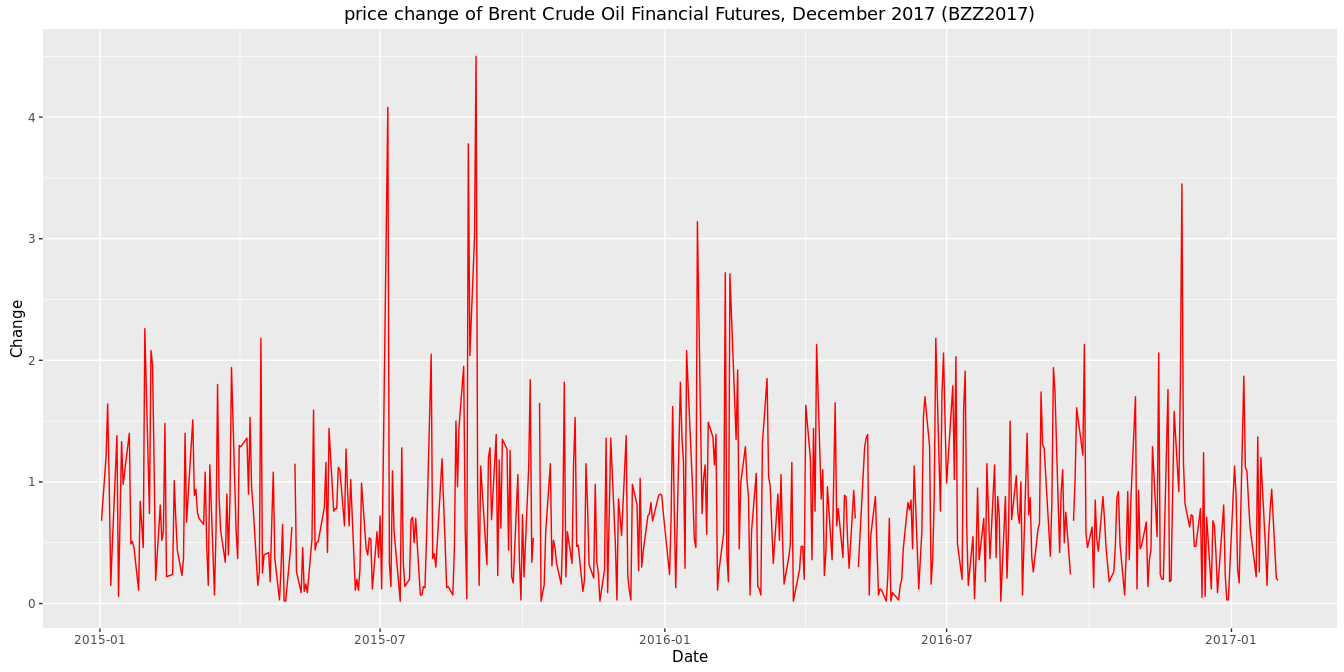 price change of Brent Crude Oil Financial Futures, December 2017 (BZZ2017)
Change
4
3
2
1
0
2015-01 2015-07 2016-01 2016-07 2017-01
Date